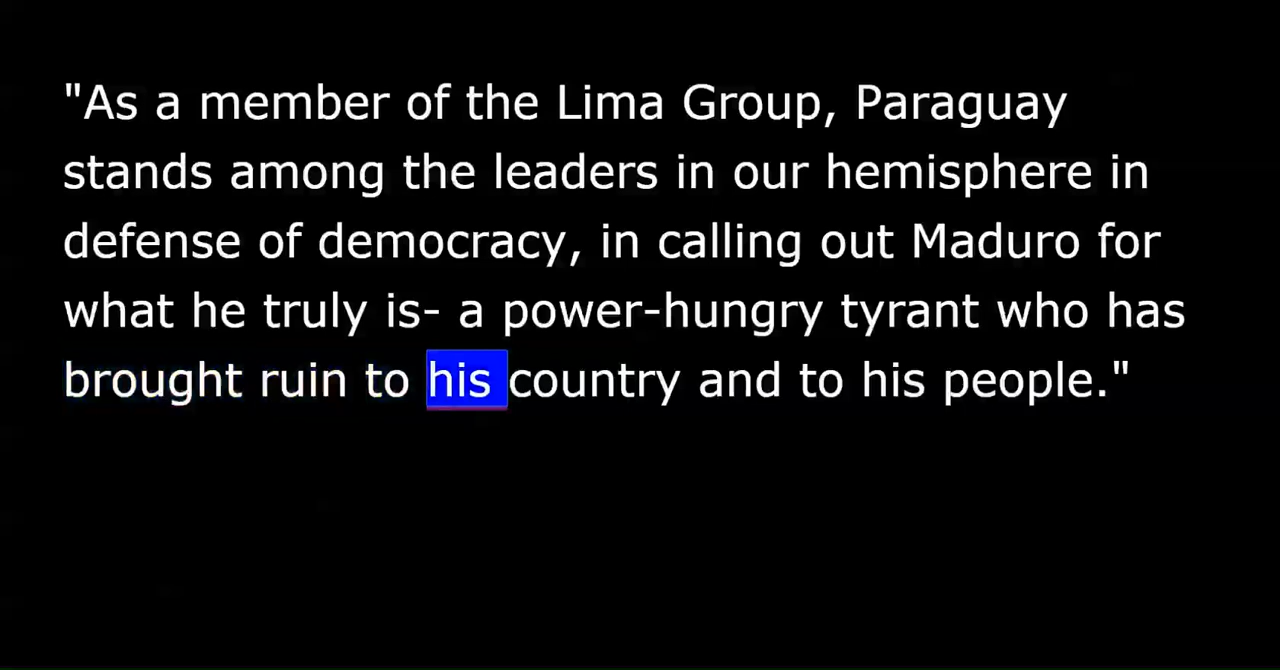 "As a member of the Lima Group, Paraguay
stands among the leaders in our hemisphere in
defense of democracy, in calling out Maduro for
what he truly is- a power-hungry tyrant who has
brought ruin to his country and to his people."